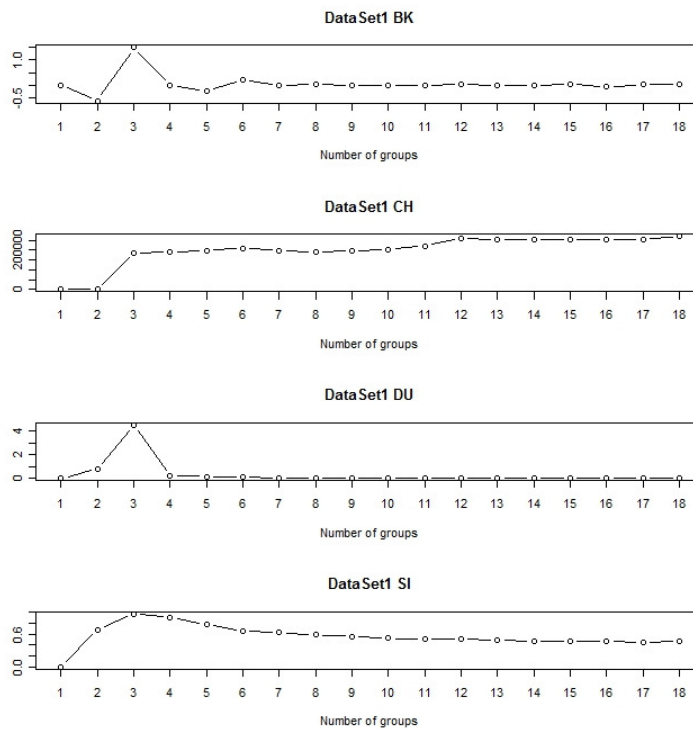 DataSet1 BK
1.0
-0.5
1 2 3 4 5 6 7 8 9 10 11 12 13 14 15 16 17 18
Number of groups
DataSet1 CH
200000
0
1 2 3 4 5 6 7 8 9 10 11 12 13 14 15 16 17 18
Number of groups
DataSet1 DU
4
2
0
1 2 3 4 5 6 7 8 9 10 11 12 13 14 15 16 17 18
Number of groups
DataSet1 SI
0.6
0.0
1 2 3 4 5 6 7 8 9 10 11 12 13 14 15 16 17 18
Number of groups